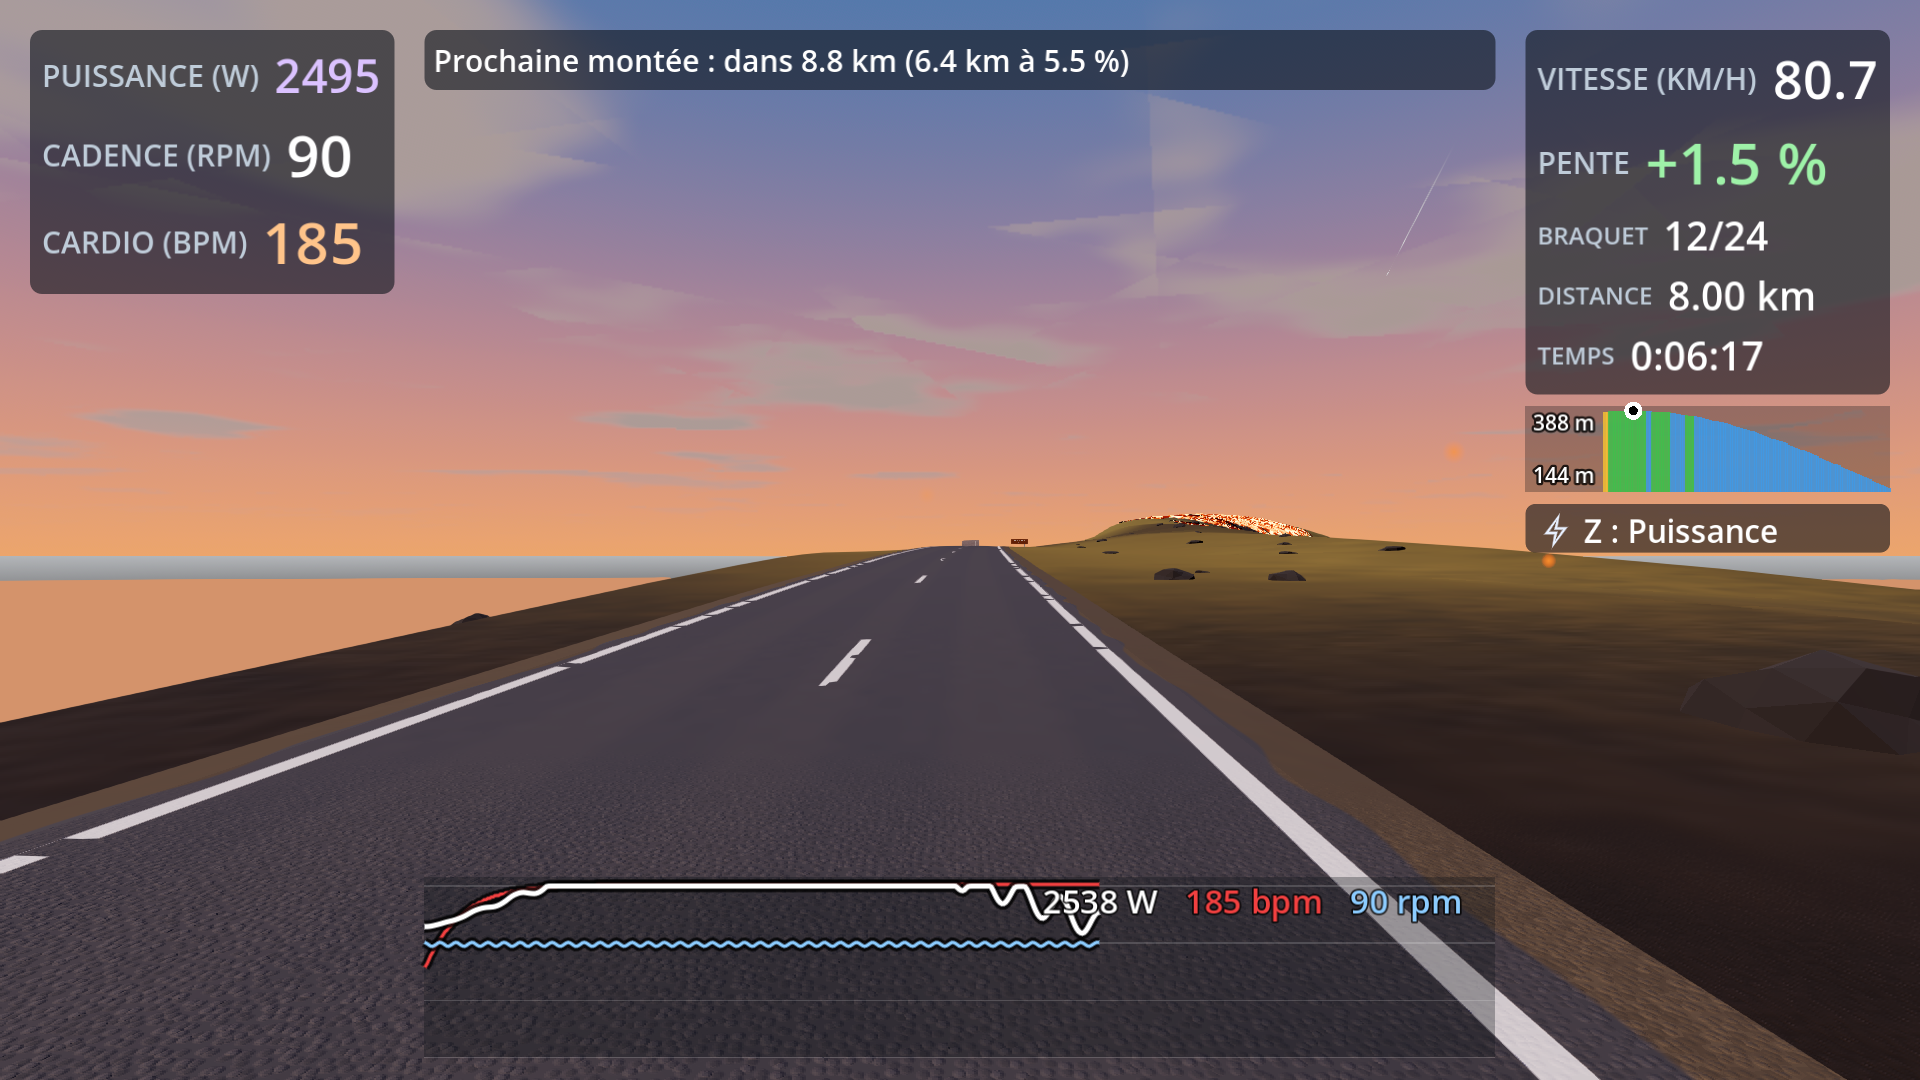 PUISSANCE (W) 2495
CADENCE (RPM) 90
CARDIO (BPM) 185
Prochaine montée : dans 8.8 km (6.4 km à 5.5 %)
VITESSE (KM/H) 80.7
PENTE +1.5 %
BRAQUET 12/24
DISTANCE 8.00 km
TEMPS 0:06:17
388 m
144 m
Z : Puissance
2538 W 185 bpm 90 rpm